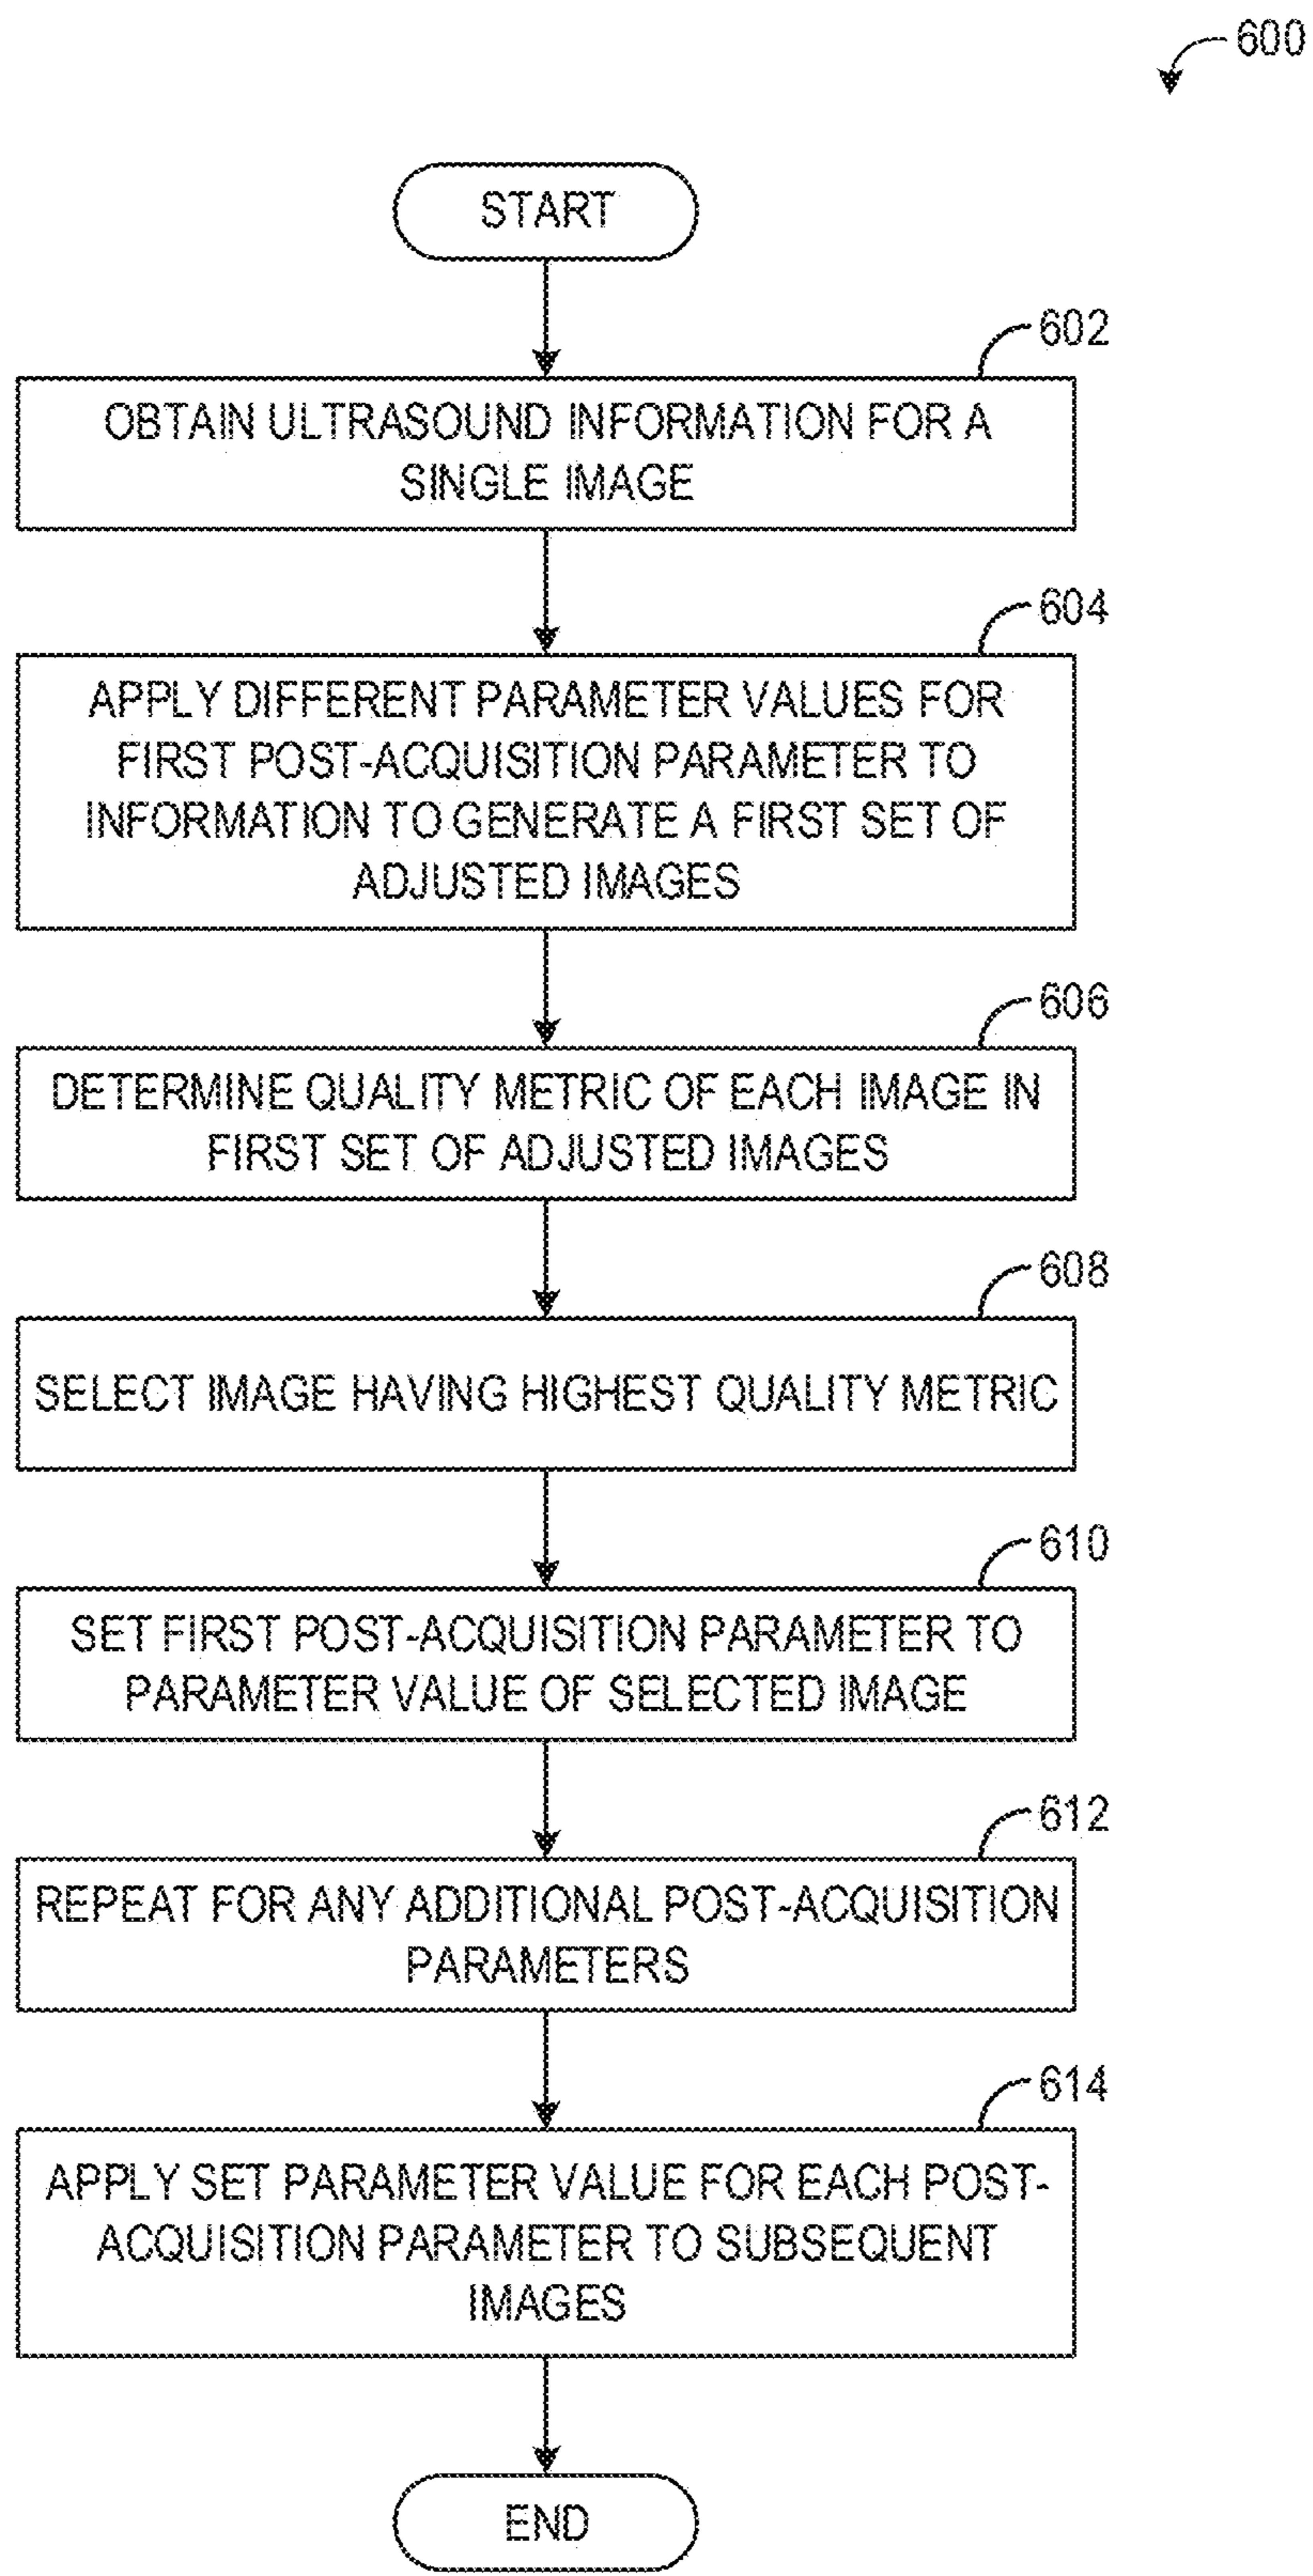 600
START
602
OBTAIN ULTRASOUND INFORMATION FOR A
SINGLE IMAGE
604
APPLY DIFFERENT PARAMETER VALUES FOR
FIRST POST-ACQUISITION PARAMETER TO
INFORMATION TO GENERATE A FIRST SET OF
ADJUSTED IMAGES
606
DETERMINE QUALITY METRIC OF EACH IMAGE IN
FIRST SET OF ADJUSTED IMAGES
608
SELECT IMAGE HAVING HIGHEST QUALITY METRIC
610
SET FIRST POST-ACQUISITION PARAMETER TO
PARAMETER VALUE OF SELECTED IMAGE
612
REPEAT FOR ANY ADDITIONAL POST-ACQUISITION
PARAMETERS
614
APPLY SET PARAMETER VALUE FOR EACH POST-
ACQUISITION PARAMETER TO SUBSEQUENT
IMAGES
END